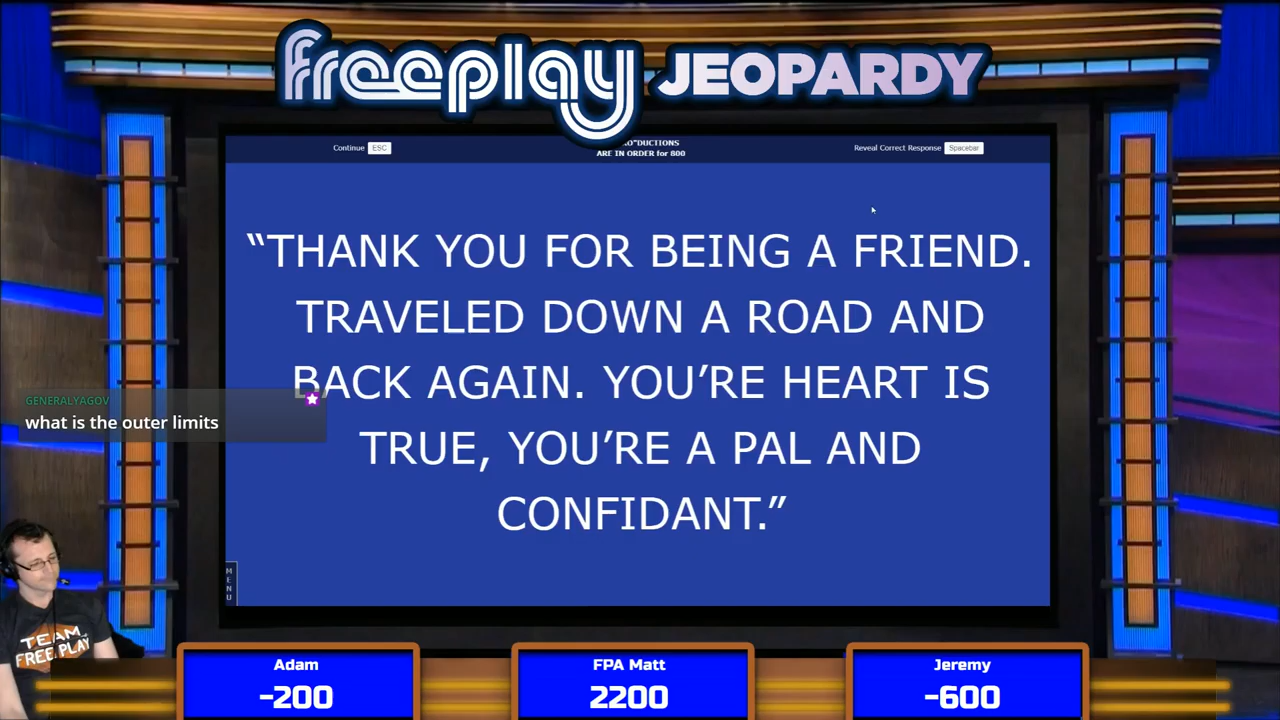 freeplay JEOPARDY
Continue ESC
ARE IN ORDER for 800
Reveal Correct Response Spacebar
“THANK YOU FOR BEING A FRIEND.
TRAVELED DOWN A ROAD AND
BACK AGAIN. YOU’RE HEART IS
TRUE, YOU’RE A PAL AND
CONFIDANT.”
GENERALYAGOV
what is the outer limits
MENU
TEAM
FREE PLAY
Adam
-200
FPA Matt
2200
Jeremy
-600